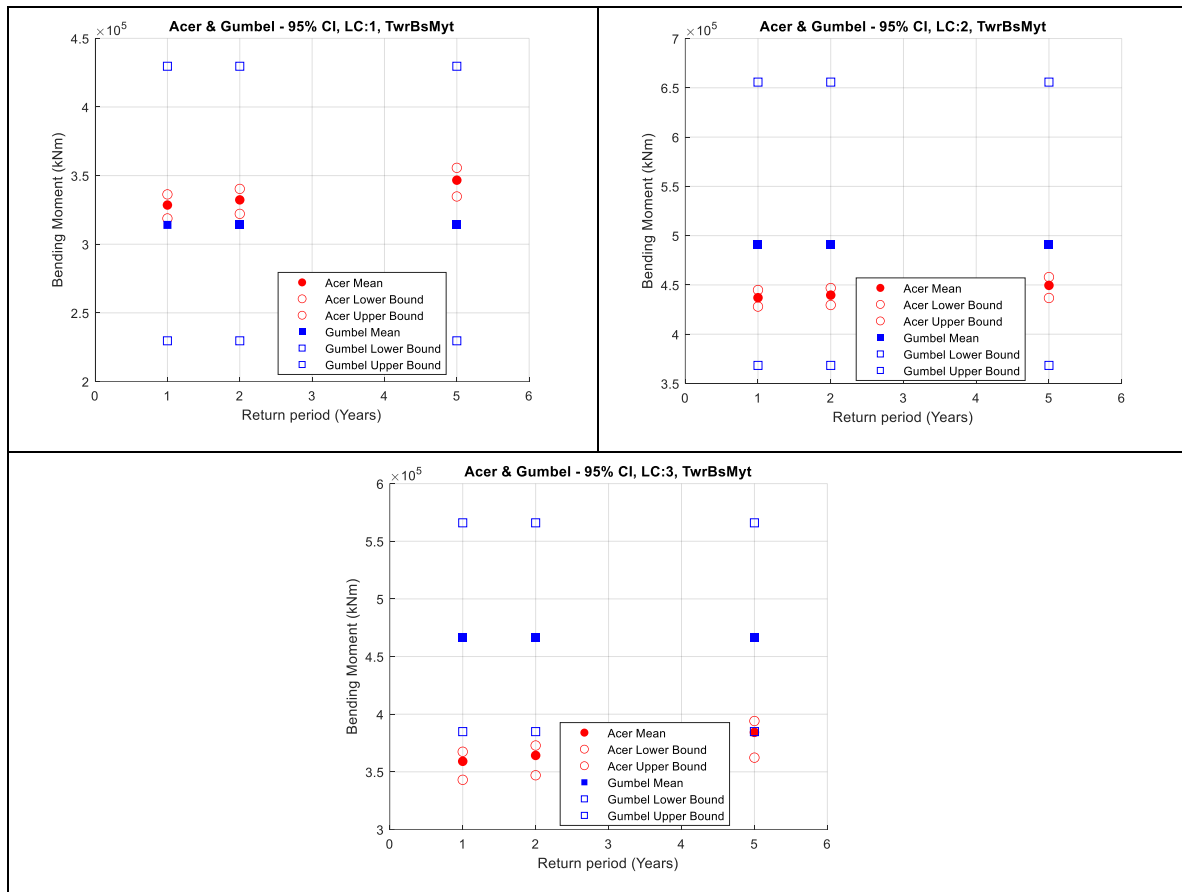 Acer & Gumbel - 95% CI, LC:1, TwrBsMyt
×10⁵
4.5
4
3.5
3
2.5
2
Bending Moment (kNm)
Acer Mean
Acer Lower Bound
Acer Upper Bound
Gumbel Mean
Gumbel Lower Bound
Gumbel Upper Bound
0 1 2 3 4 5 6
Return period (Years)
Acer & Gumbel - 95% CI, LC:2, TwrBsMyt
×10⁵
7
6.5
6
5.5
5
4.5
4
3.5
Bending Moment (kNm)
Acer Mean
Acer Lower Bound
Acer Upper Bound
Gumbel Mean
Gumbel Lower Bound
Gumbel Upper Bound
0 1 2 3 4 5 6
Return period (Years)
Acer & Gumbel - 95% CI, LC:3, TwrBsMyt
×10⁵
6
5.5
5
4.5
4
3.5
3
Bending Moment (kNm)
Acer Mean
Acer Lower Bound
Acer Upper Bound
Gumbel Mean
Gumbel Lower Bound
Gumbel Upper Bound
0 1 2 3 4 5 6
Return period (Years)